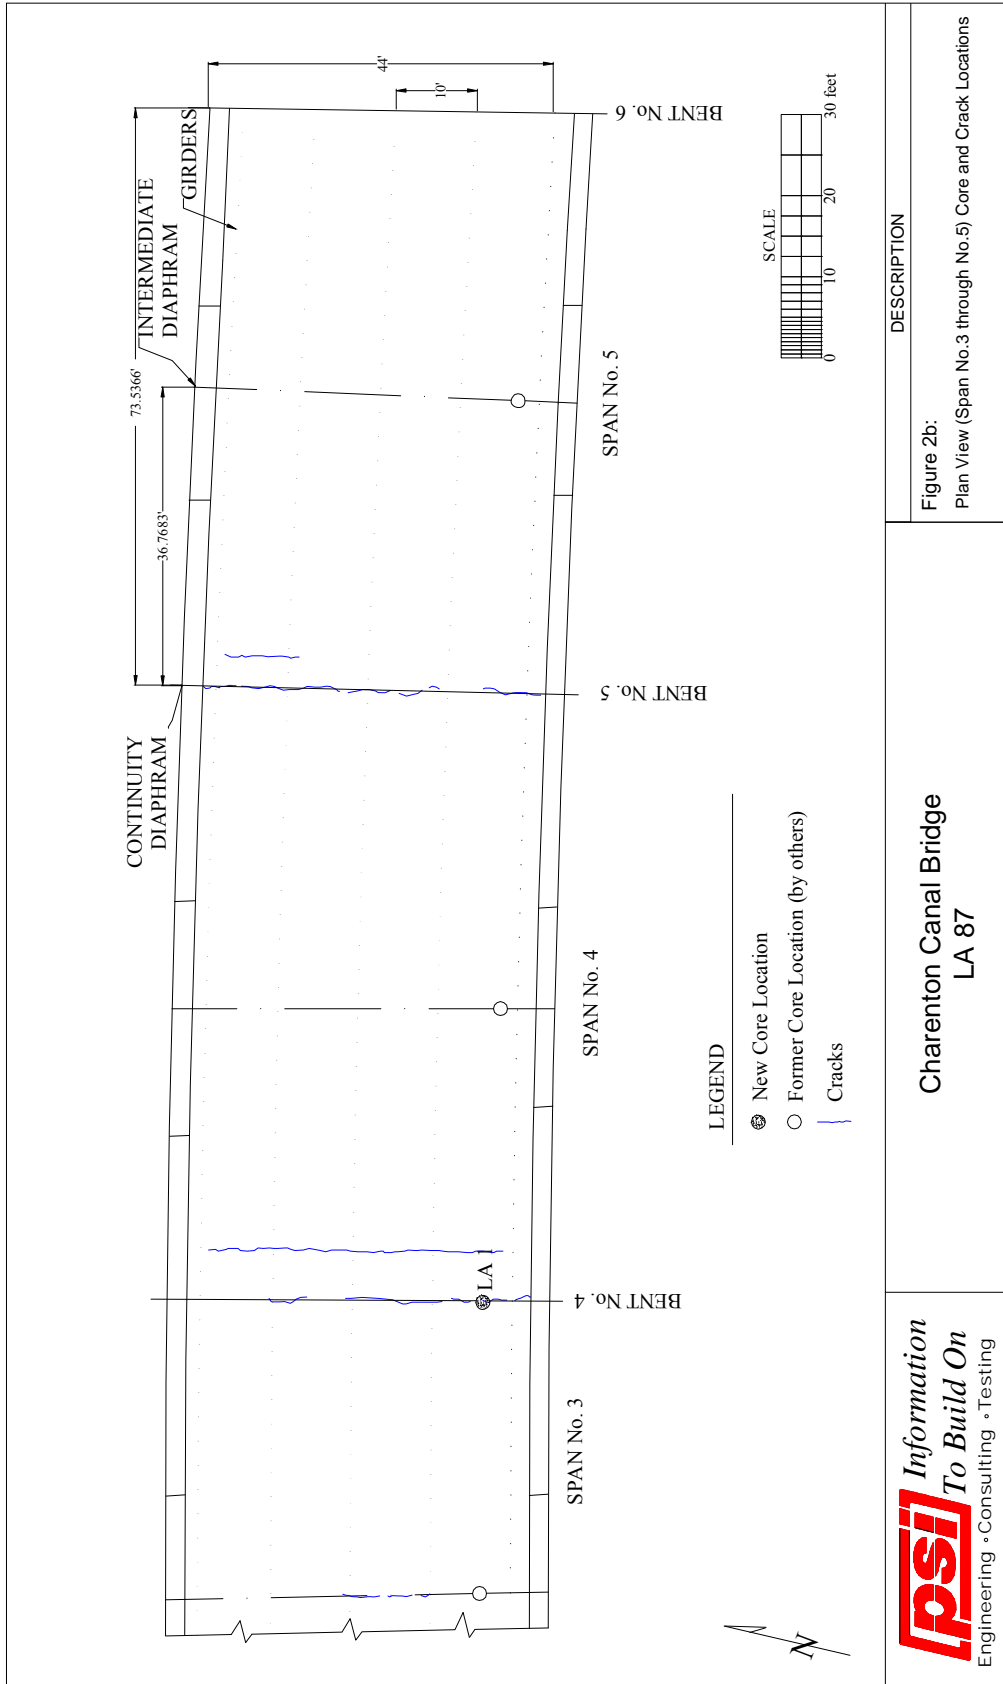 44'
10'
73.5366'
36.7683'
INTERMEDIATE
DIAPHRAM
GIRDERS
CONTINUITY
DIAPHRAM
BENT No. 6
BENT No. 5
BENT No. 4
SPAN No. 5
SPAN No. 4
SPAN No. 3
LA 1
SCALE
0
10
20
30 feet
LEGEND
New Core Location
Former Core Location (by others)
Cracks
N
psi
Information
To Build On
Engineering • Consulting • Testing
Charenton Canal Bridge
LA 87
DESCRIPTION
Figure 2b:
Plan View (Span No.3 through No.5) Core and Crack Locations